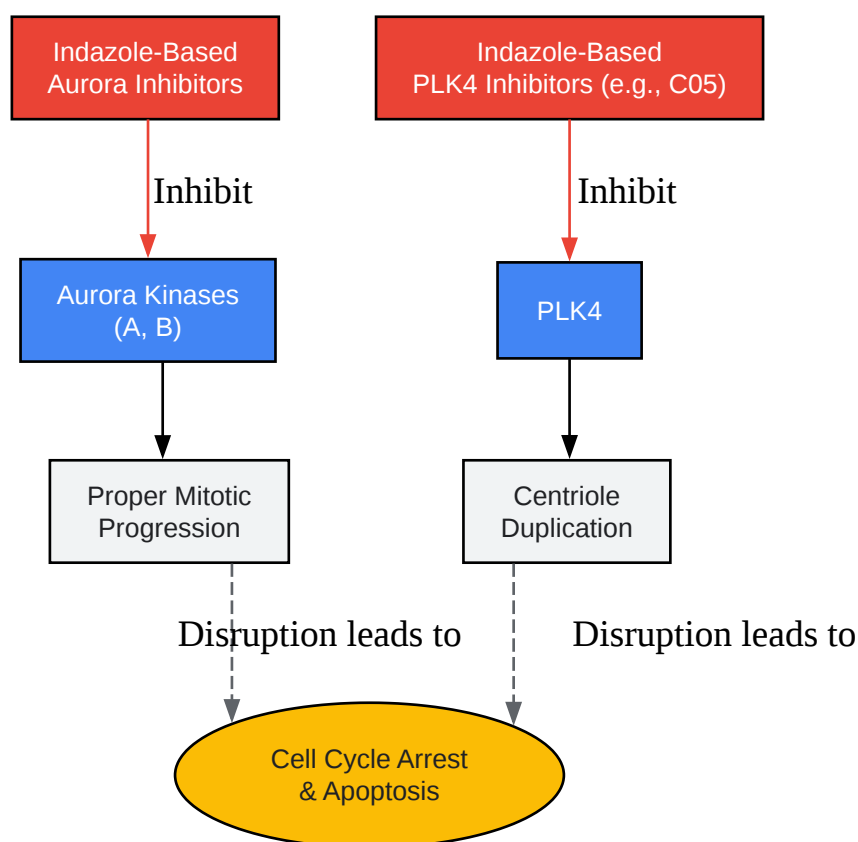 Indazole-Based
Aurora Inhibitors
Indazole-Based
PLK4 Inhibitors (e.g., C05)
Inhibit
Inhibit
Aurora Kinases
(A, B)
PLK4
Proper Mitotic
Progression
Centriole
Duplication
Disruption leads to
Disruption leads to
Cell Cycle Arrest
& Apoptosis